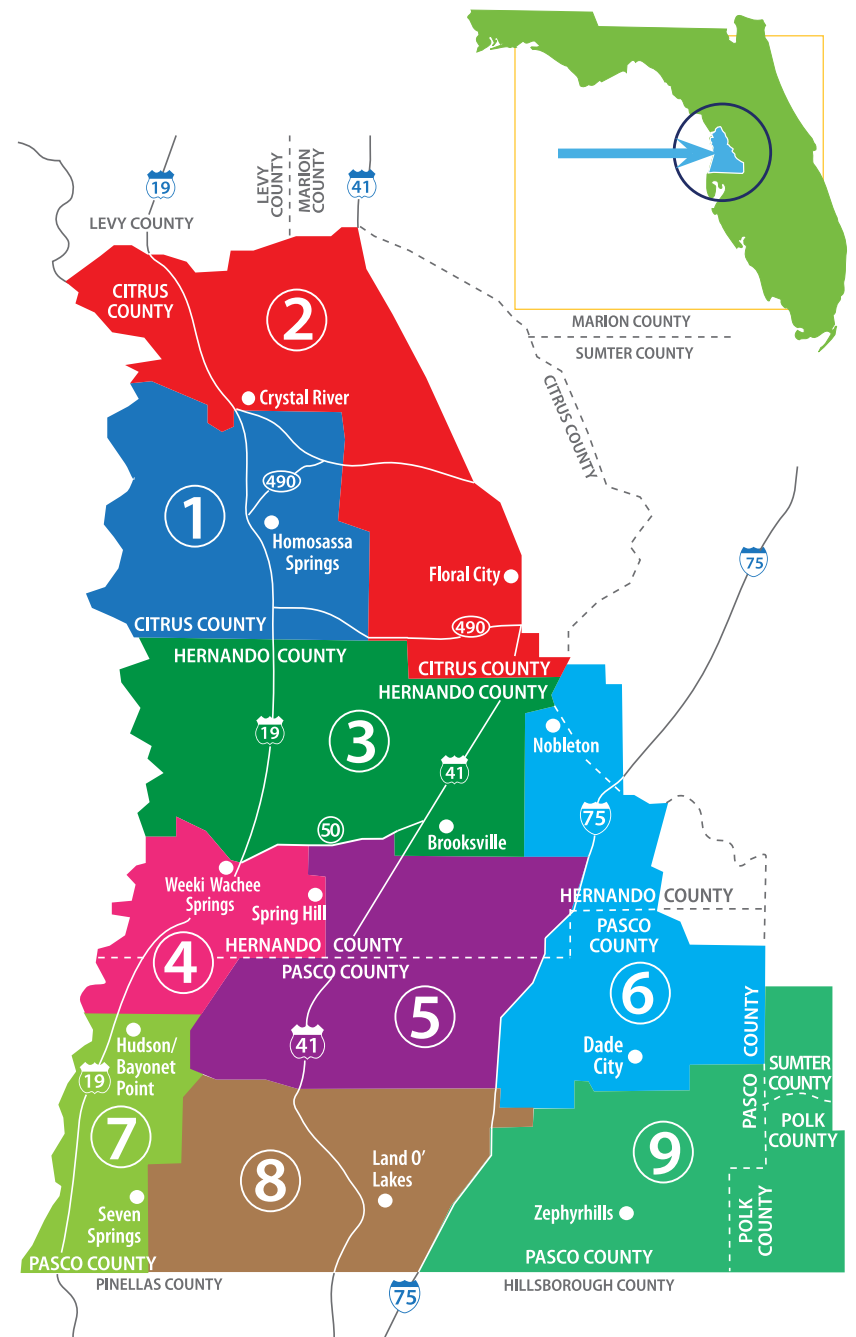 19
LEVY
COUNTY
MARION
COUNTY
41
LEVY COUNTY
CITRUS
COUNTY
2
MARION COUNTY
SUMTER COUNTY
CITRUS COUNTY
Crystal River
490
1
Homosassa
Springs
Floral City
75
CITRUS COUNTY
490
HERNANDO COUNTY
CITRUS COUNTY
HERNANDO COUNTY
19
3
Nobleton
41
75
50
Brooksville
Weeki Wachee
Springs
Spring Hill
HERNANDO COUNTY
PASCO
COUNTY
4
HERNANDO COUNTY
PASCO COUNTY
5
6
Hudson/
Bayonet
Point
41
Dade
City
PASCO COUNTY
SUMTER
COUNTY
19
POLK
COUNTY
7
8
Land O'
Lakes
9
Seven
Springs
Zephyrhills
POLK
COUNTY
PASCO COUNTY
PASCO COUNTY
PINELLAS COUNTY
75
HILLSBOROUGH COUNTY